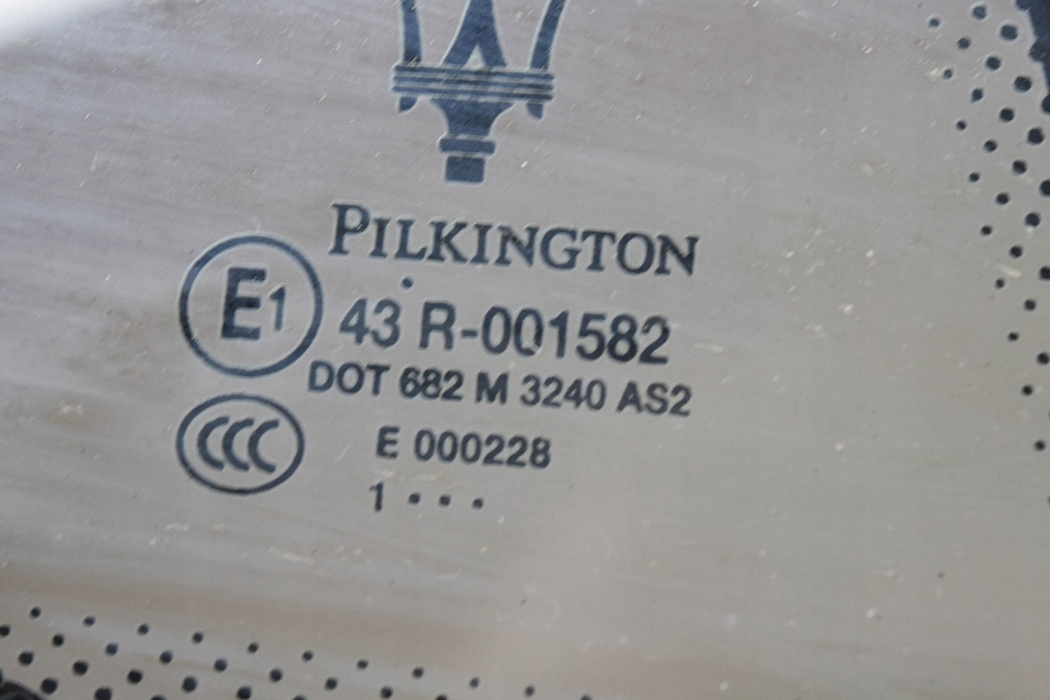 PILKINGTON
E1 43 R-001582
DOT 682 M 3240 AS2
CCC E 000228
1 • • •